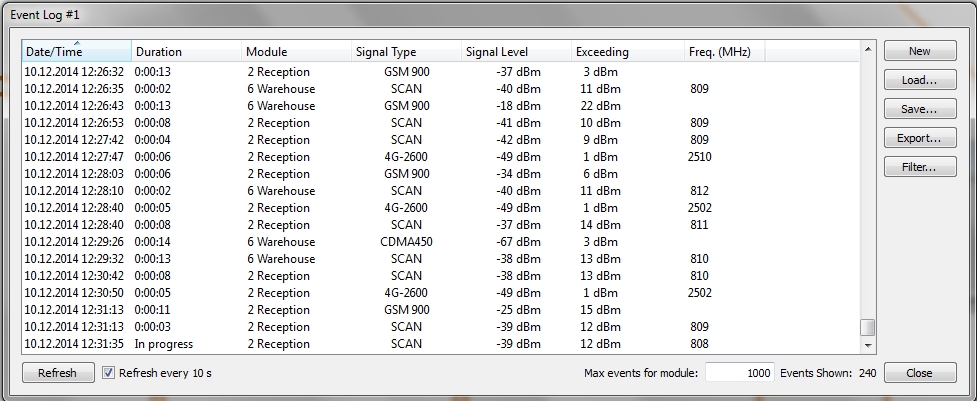 Event Log #1
Date/Time Duration Module Signal Type Signal Level Exceeding Freq. (MHz)
10.12.2014 12:26:32 0:00:13 2 Reception GSM 900 -37 dBm 3 dBm
10.12.2014 12:26:35 0:00:02 6 Warehouse SCAN -40 dBm 11 dBm 809
10.12.2014 12:26:43 0:00:13 6 Warehouse GSM 900 -18 dBm 22 dBm
10.12.2014 12:26:53 0:00:08 2 Reception SCAN -41 dBm 10 dBm 809
10.12.2014 12:27:42 0:00:04 2 Reception SCAN -42 dBm 9 dBm 809
10.12.2014 12:27:47 0:00:06 2 Reception 4G-2600 -49 dBm 1 dBm 2510
10.12.2014 12:28:03 0:00:06 2 Reception GSM 900 -34 dBm 6 dBm
10.12.2014 12:28:10 0:00:02 6 Warehouse SCAN -40 dBm 11 dBm 812
10.12.2014 12:28:40 0:00:05 2 Reception 4G-2600 -49 dBm 1 dBm 2502
10.12.2014 12:28:40 0:00:08 2 Reception SCAN -37 dBm 14 dBm 811
10.12.2014 12:29:26 0:00:14 6 Warehouse CDMA450 -67 dBm 3 dBm
10.12.2014 12:29:32 0:00:13 6 Warehouse SCAN -38 dBm 13 dBm 810
10.12.2014 12:30:42 0:00:08 2 Reception SCAN -38 dBm 13 dBm 810
10.12.2014 12:30:50 0:00:05 2 Reception 4G-2600 -49 dBm 1 dBm 2502
10.12.2014 12:31:13 0:00:11 2 Reception GSM 900 -25 dBm 15 dBm
10.12.2014 12:31:13 0:00:03 2 Reception SCAN -39 dBm 12 dBm 809
10.12.2014 12:31:35 In progress 2 Reception SCAN -39 dBm 12 dBm 808
New
Load...
Save...
Export...
Filter...
Refresh Refresh every 10 s Max events for module: 1000 Events Shown: 240 Close